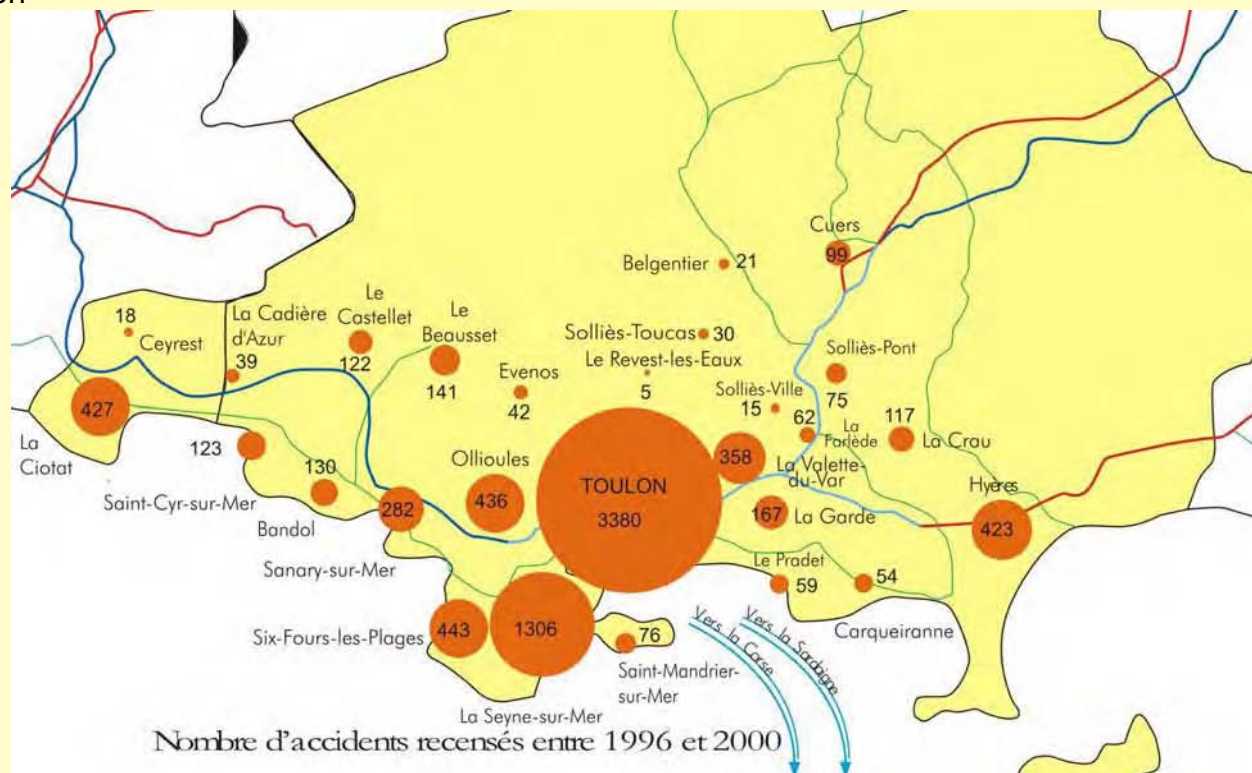 on
Cuers
99
Belgentier
21
18
Ceyrest
La Cadière
d'Azur
39
Le
Castellet
122
Le
Beausset
141
Solliès-Toucas
30
Le Revest-les-Eaux
5
Evenos
42
Solliès-Pont
75
Solliès-Ville
15
62
La
Farlède
117
La Crau
427
La
Ciotat
123
Saint-Cyr-sur-Mer
130
Bandol
282
Sanary-sur-Mer
Ollioules
436
TOULON
3380
358
La Valette-
du-Var
167
La Garde
Hyères
423
Le Pradet
59
54
Carqueiranne
Six-Fours-les-Plages
443
1306
La Seyne-sur-Mer
76
Saint-Mandrier-
sur-Mer
Vers la Corse
Vers la Sardaigne
Nombre d'accidents recensés entre 1996 et 2000